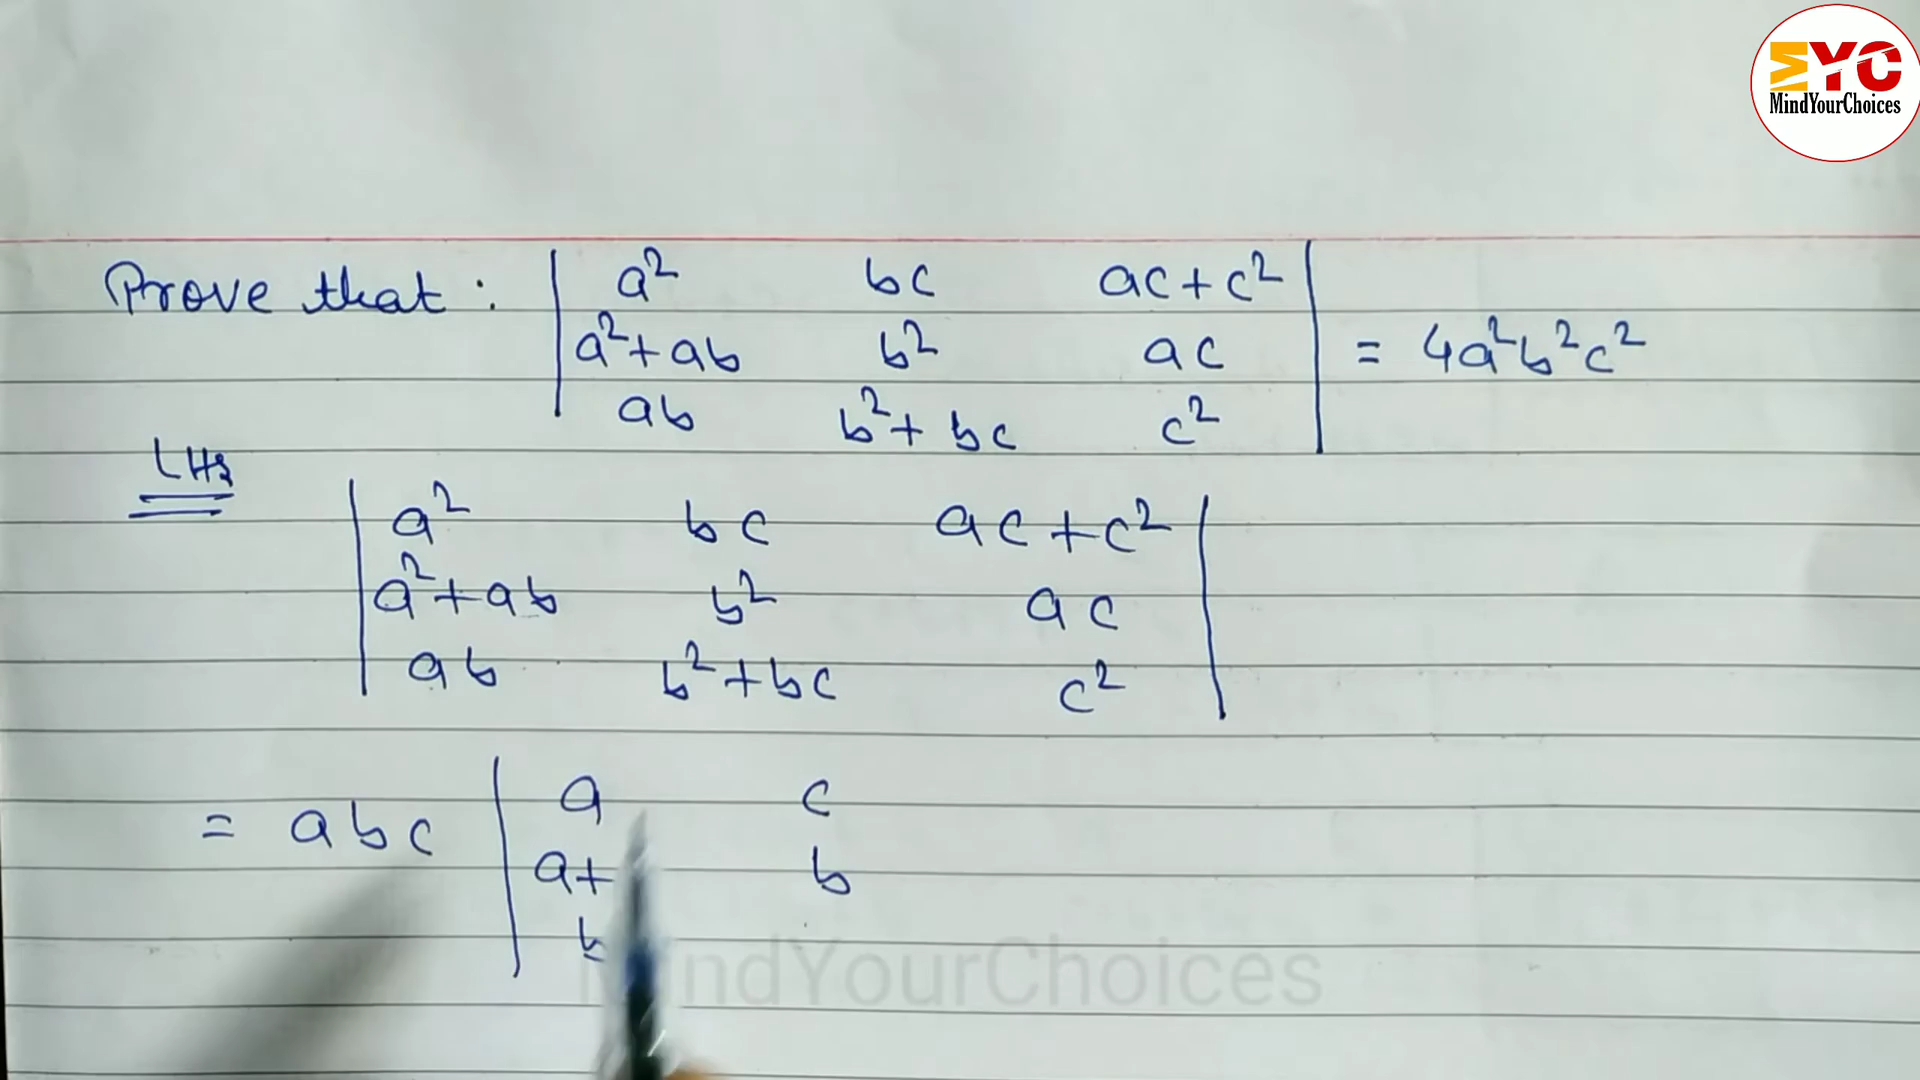 MYC
MindYourChoices
Prove that : | a² bc ac+c² |
| a²+ab b² ac | = 4a²b²c²
| ab b²+bc c² |
LHS
| a² bc ac+c² |
| a²+ab b² ac |
| ab b²+bc c² |
= abc | a c
| a+ b
| b
MindYourChoices